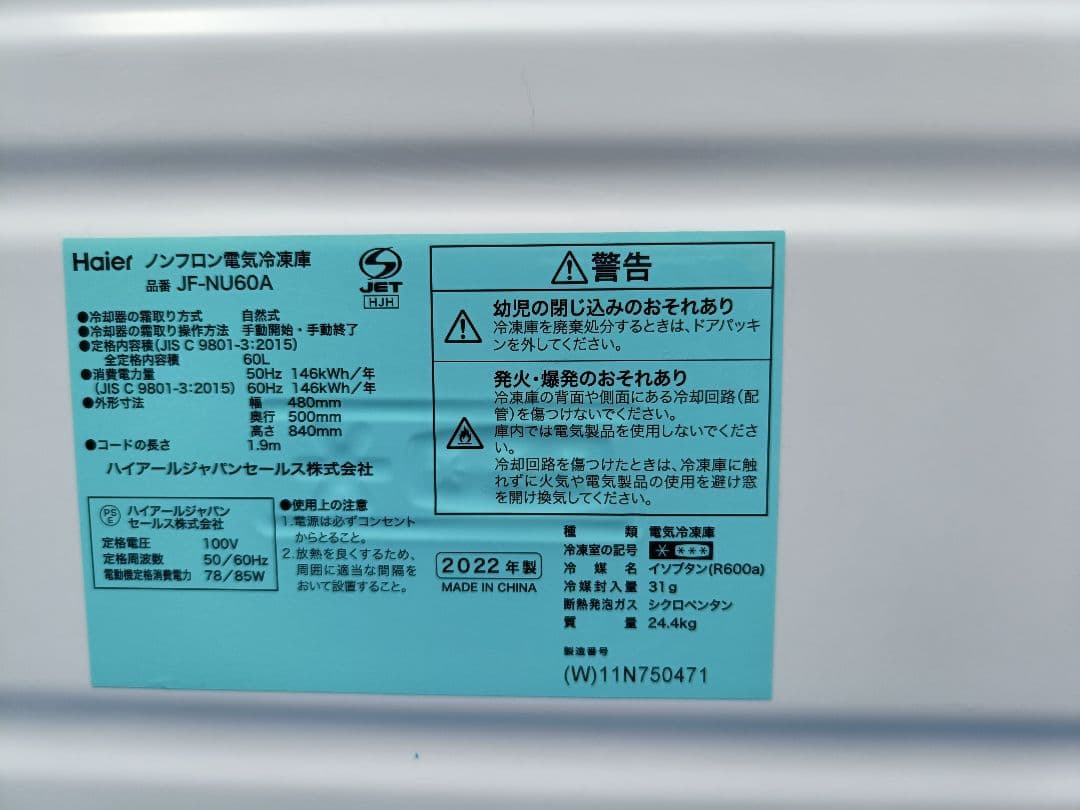 Haier ノンフロン電気冷凍庫
品番 JF-NU60A
JET
HJH
●冷却器の霜取り方式 自然式
●冷却器の霜取り操作方法 手動開始・手動終了
●定格内容積(JIS C 9801-3:2015)
全定格内容積 60L
●消費電力量 50Hz 146kWh/年
(JIS C 9801-3:2015) 60Hz 146kWh/年
●外形寸法 幅 480mm
奥行 500mm
高さ 840mm
●コードの長さ 1.9m
ハイアールジャパンセールス株式会社
PSE ハイアールジャパン
セールス株式会社
定格電圧 100V
定格周波数 50/60Hz
電動機定格消費電力 78/85W
●使用上の注意
1.電源は必ずコンセント
からとること。
2.放熱を良くするため、
周囲に適当な間隔を
おいて設置すること。
警告
幼児の閉じ込みのおそれあり
冷凍庫を廃棄処分するときは、ドアパッキ
ンを外してください。
発火・爆発のおそれあり
冷凍庫の背面や側面にある冷却回路(配
管)を傷つけないでください。
庫内では電気製品を使用しないでくださ
い。
冷却回路を傷つけたときは、冷凍庫に触
れずに火気や電気製品の使用を避け窓
を開け換気してください。
2022年製
MADE IN CHINA
種類 電気冷凍庫
冷凍室の記号 * ***
冷媒名 イソブタン(R600a)
冷媒封入量 31g
断熱発泡ガス シクロペンタン
質量 24.4kg
製造番号
(W)11N750471